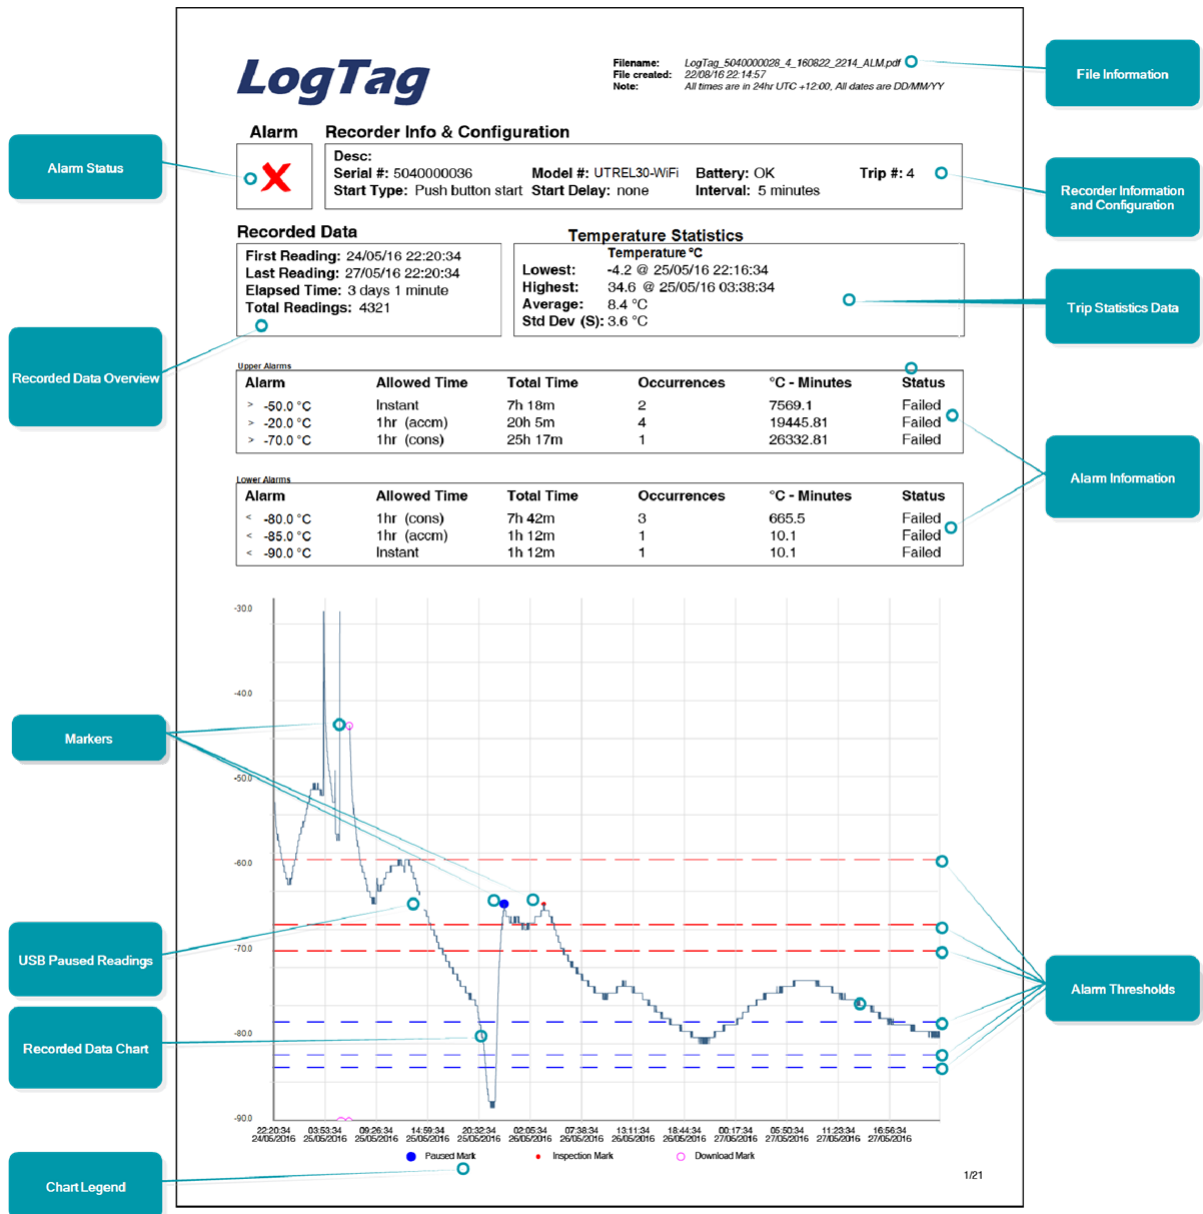 LogTag
Filename: LogTag_5040000028_4_160822_2214_ALM.pdf
File created: 22/08/16 22:14:57
Note: All times are in 24hr UTC +12:00, All dates are DD/MM/YY
File Information
Alarm Status
Alarm
Recorder Info & Configuration
Desc:
Serial #: 5040000036 Model #: UTREL30-WiFi Battery: OK Trip #: 4
Start Type: Push button start Start Delay: none Interval: 5 minutes
Recorder Information
and Configuration
Recorded Data
First Reading: 24/05/16 22:20:34
Last Reading: 27/05/16 22:20:34
Elapsed Time: 3 days 1 minute
Total Readings: 4321
Temperature Statistics
Temperature °C
Lowest: -4.2 @ 25/05/16 22:16:34
Highest: 34.6 @ 25/05/16 03:38:34
Average: 8.4 °C
Std Dev (S): 3.6 °C
Trip Statistics Data
Recorded Data Overview
Upper Alarms
Alarm Allowed Time Total Time Occurrences °C - Minutes Status
> -50.0 °C Instant 7h 18m 2 7569.1 Failed
> -20.0 °C 1hr (accm) 20h 5m 4 19445.81 Failed
> -70.0 °C 1hr (cons) 25h 17m 1 26332.81 Failed
Lower Alarms
Alarm Allowed Time Total Time Occurrences °C - Minutes Status
< -80.0 °C 1hr (cons) 7h 42m 3 665.5 Failed
< -85.0 °C 1hr (accm) 1h 12m 1 10.1 Failed
< -90.0 °C Instant 1h 12m 1 10.1 Failed
Alarm Information
-30.0
-40.0
-50.0
-60.0
-70.0
-80.0
-90.0
Markers
USB Paused Readings
Recorded Data Chart
Alarm Thresholds
22:20:34 03:53:34 09:26:34 14:59:34 20:32:34 02:05:34 07:38:34 13:11:34 18:44:34 00:17:34 05:50:34 11:23:34 16:56:34
24/05/2016 25/05/2016 25/05/2016 25/05/2016 25/05/2016 26/05/2016 26/05/2016 26/05/2016 26/05/2016 27/05/2016 27/05/2016 27/05/2016 27/05/2016
Paused Mark Inspection Mark Download Mark
Chart Legend
1/21